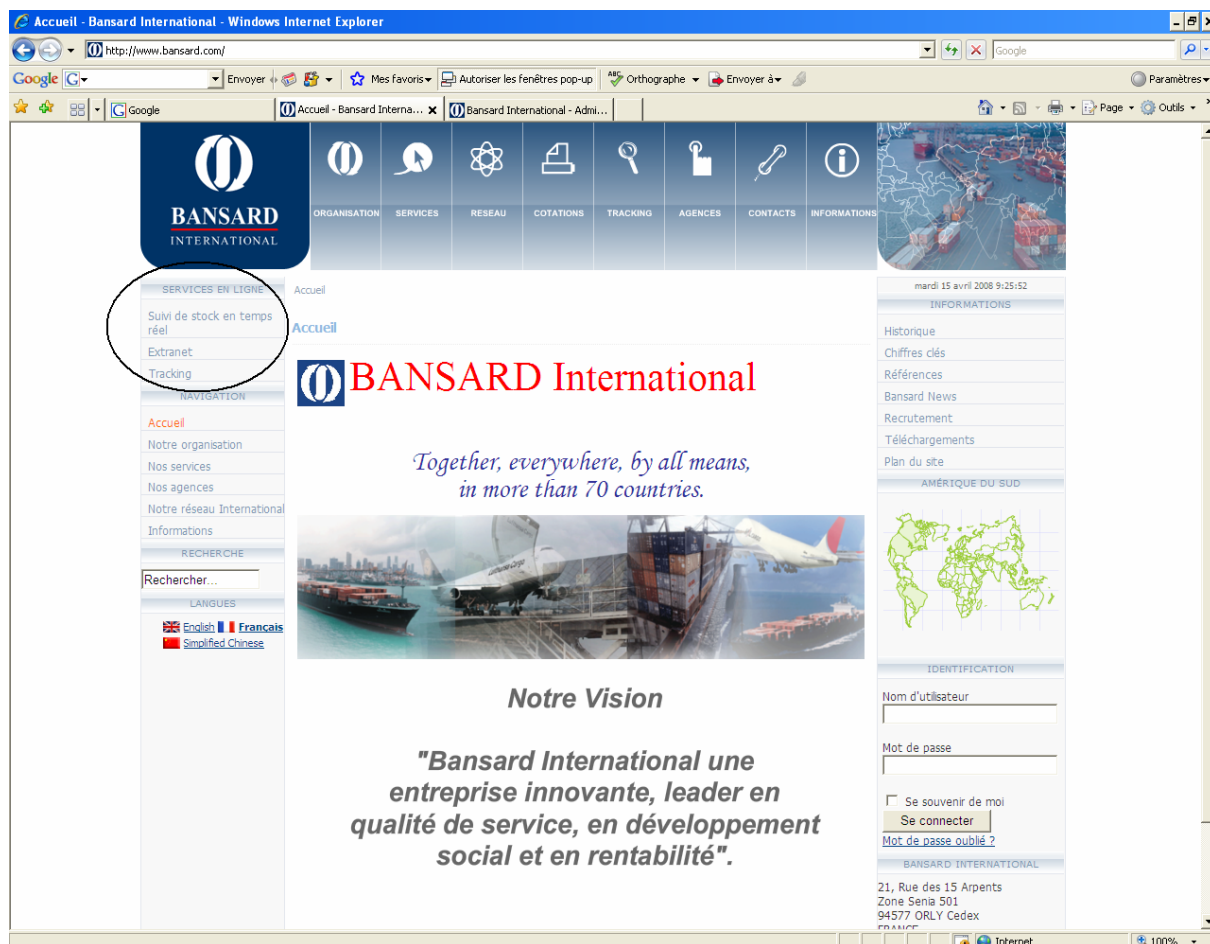 Accueil - Bansard International - Windows Internet Explorer
http://www.bansard.com/
Google
Google
Envoyer
Mes favoris
Autoriser les fenêtres pop-up
Orthographe
Envoyer à
Paramètres
Google
Accueil - Bansard Interna...
Bansard International - Admi...
Page
Outils
BANSARD
INTERNATIONAL
ORGANISATION
SERVICES
RESEAU
COTATIONS
TRACKING
AGENCES
CONTACTS
INFORMATIONS
SERVICES EN LIGNE
Suivi de stock en temps
réel
Extranet
Tracking
NAVIGATION
Accueil
Notre organisation
Nos services
Nos agences
Notre réseau International
Informations
RECHERCHE
Rechercher...
LANGUES
English Français
Simplified Chinese
Accueil
Accueil
BANSARD International
Together, everywhere, by all means,
in more than 70 countries.
Notre Vision
"Bansard International une
entreprise innovante, leader en
qualité de service, en développement
social et en rentabilité".
mardi 15 avril 2008 9:25:52
INFORMATIONS
Historique
Chiffres clés
Références
Bansard News
Recrutement
Téléchargements
Plan du site
AMÉRIQUE DU SUD
IDENTIFICATION
Nom d'utilisateur
Mot de passe
Se souvenir de moi
Se connecter
Mot de passe oublié ?
BANSARD INTERNATIONAL
21, Rue des 15 Arpents
Zone Senia 501
94577 ORLY Cedex
FRANCE
Internet
100%